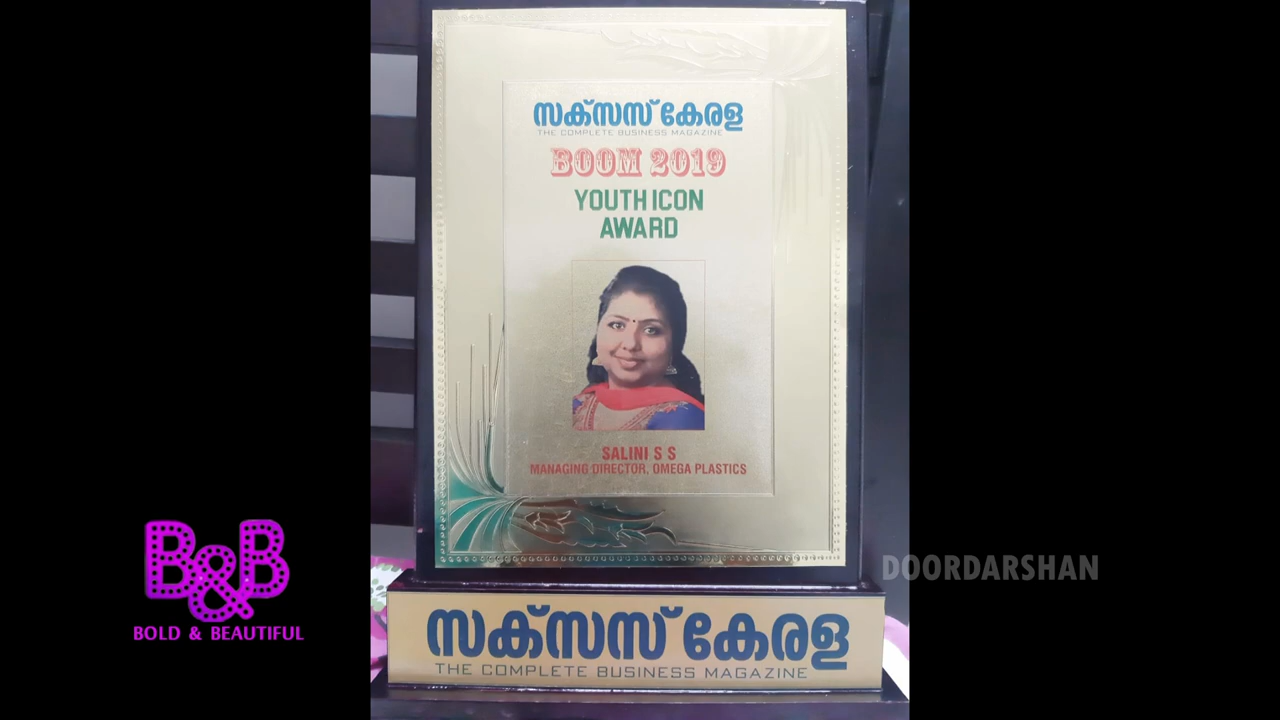 സക്സസ് കേരള
THE COMPLETE BUSINESS MAGAZINE
BOOM 2019
YOUTH ICON
AWARD
SALINI S S
MANAGING DIRECTOR, OMEGA PLASTICS
B&B
BOLD & BEAUTIFUL
DOORDARSHAN
സക്സസ് കേരള
THE COMPLETE BUSINESS MAGAZINE